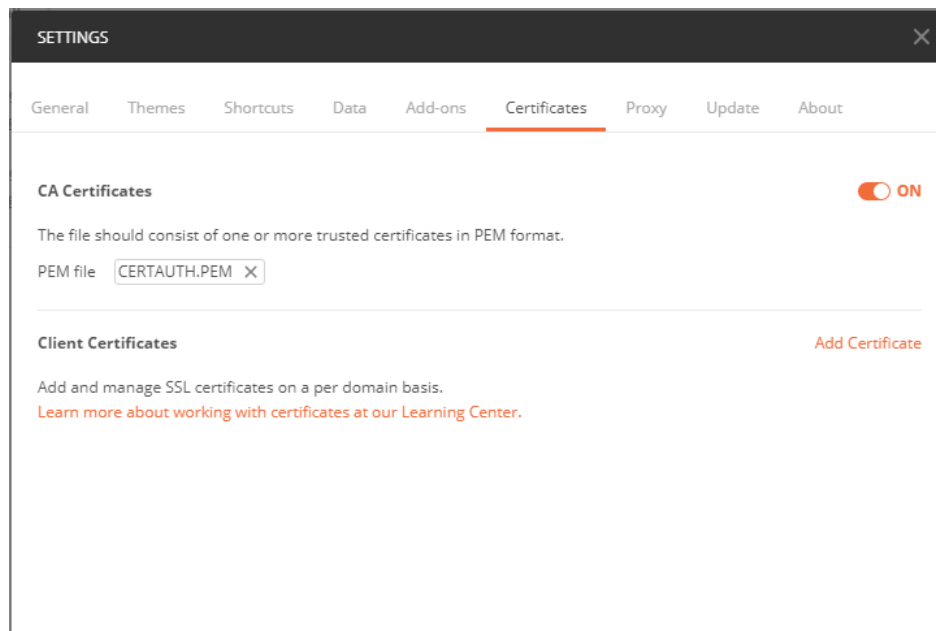 SETTINGS
General Themes Shortcuts Data Add-ons Certificates Proxy Update About
CA Certificates ON
The file should consist of one or more trusted certificates in PEM format.
PEM file CERTAUTH.PEM
Client Certificates Add Certificate
Add and manage SSL certificates on a per domain basis.
Learn more about working with certificates at our Learning Center.